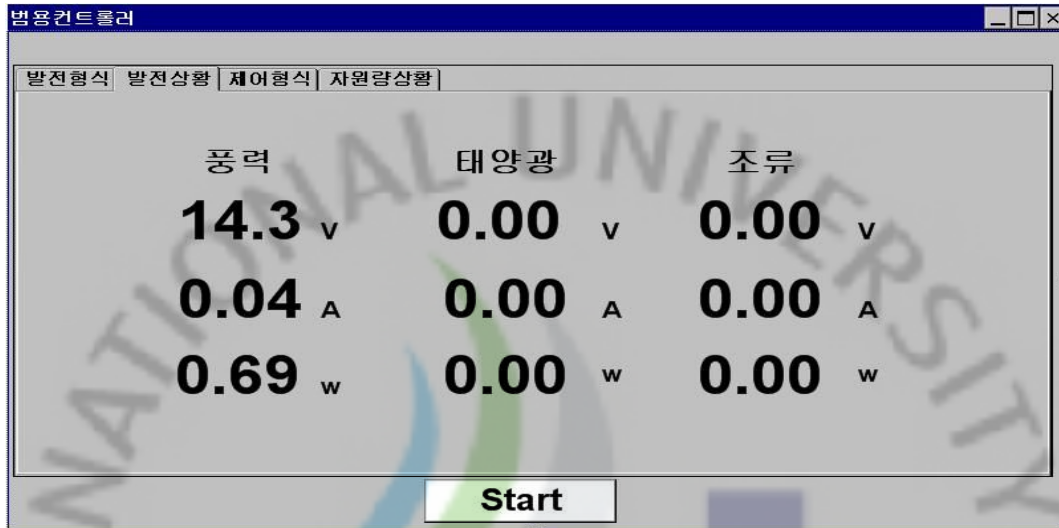 범용컨트롤러
발전형식 발전상황 제어형식 자원량상황
풍력 태양광 조류
14.3 V 0.00 V 0.00 V
0.04 A 0.00 A 0.00 A
0.69 W 0.00 W 0.00 W
Start
NATIONAL UNIVERSITY